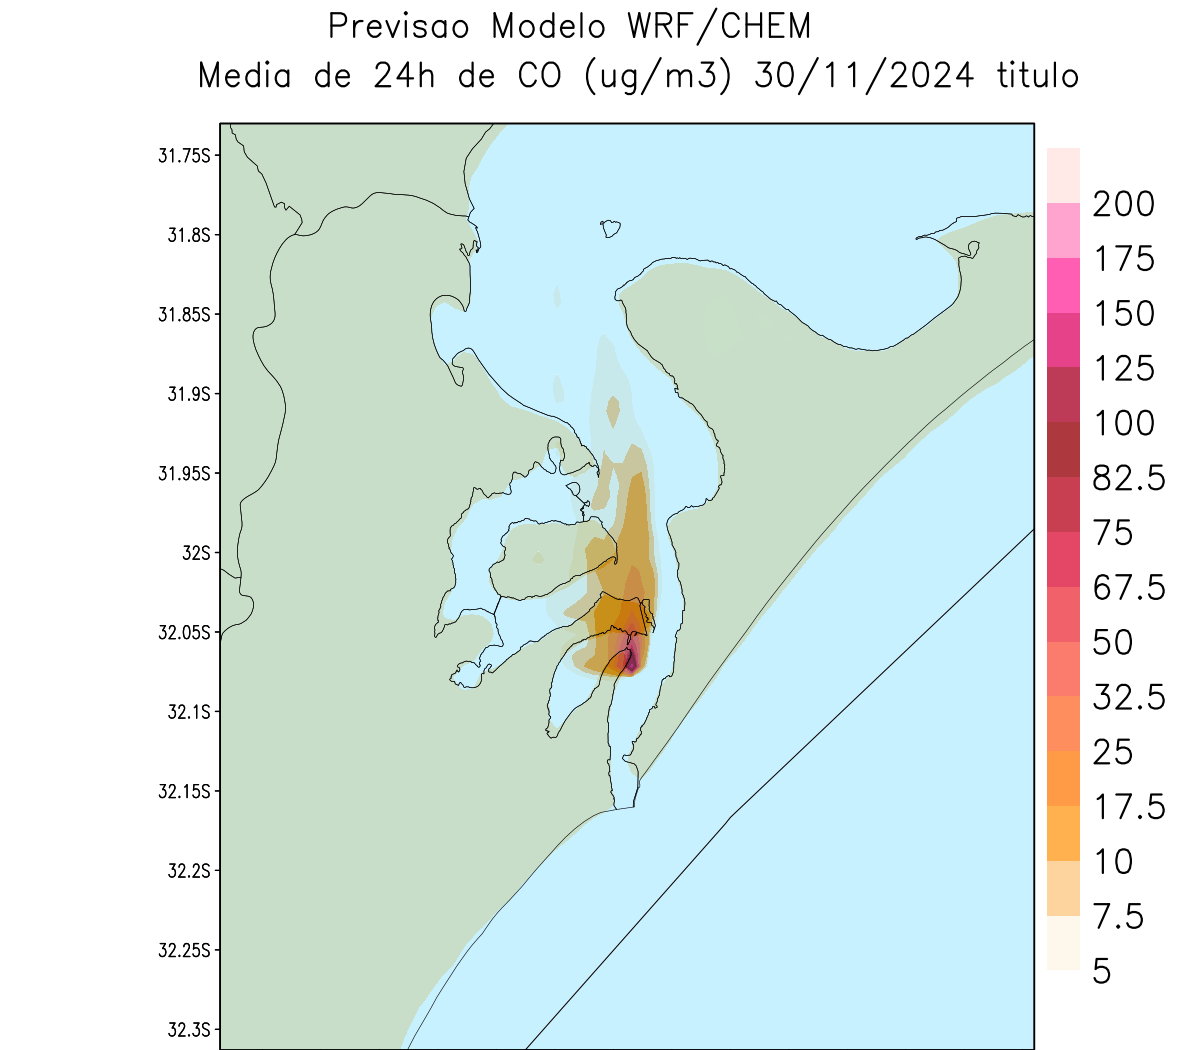 Previsao Modelo WRF/CHEM
Media de 24h de CO (ug/m3) 30/11/2024 titulo
31.75S
31.8S
31.85S
31.9S
31.95S
32S
32.05S
32.1S
32.15S
32.2S
32.25S
32.3S
200
175
150
125
100
82.5
75
67.5
50
32.5
25
17.5
10
7.5
5